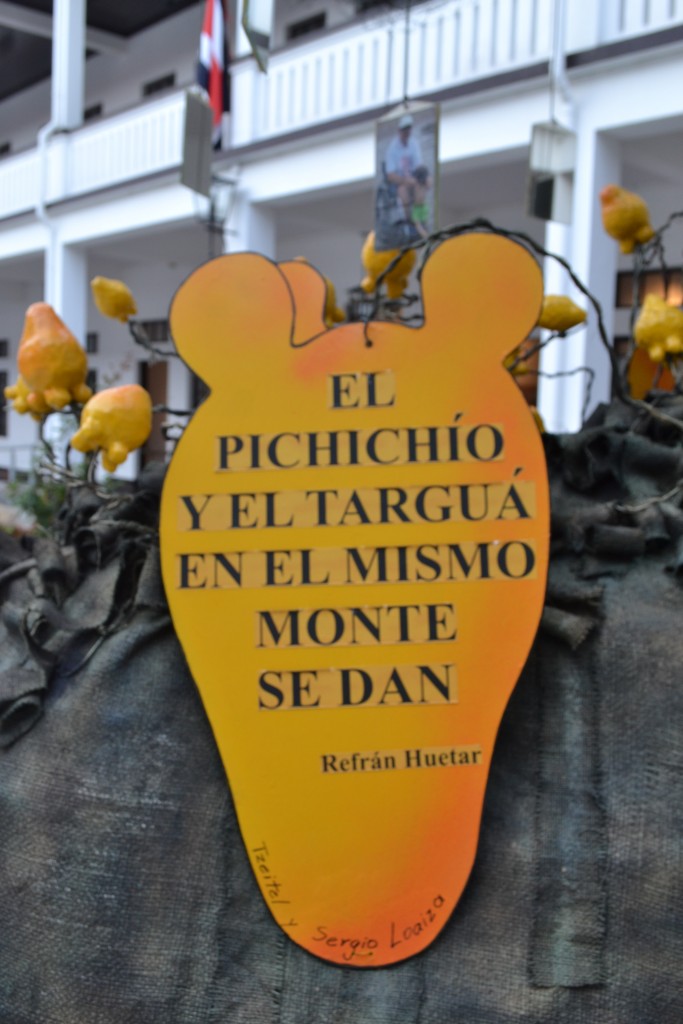 EL
PICHICHÍO
Y EL TARGUÁ
EN EL MISMO
MONTE
SE DAN
Refrán Huetar
Tzeitel y Sergio Loaiza